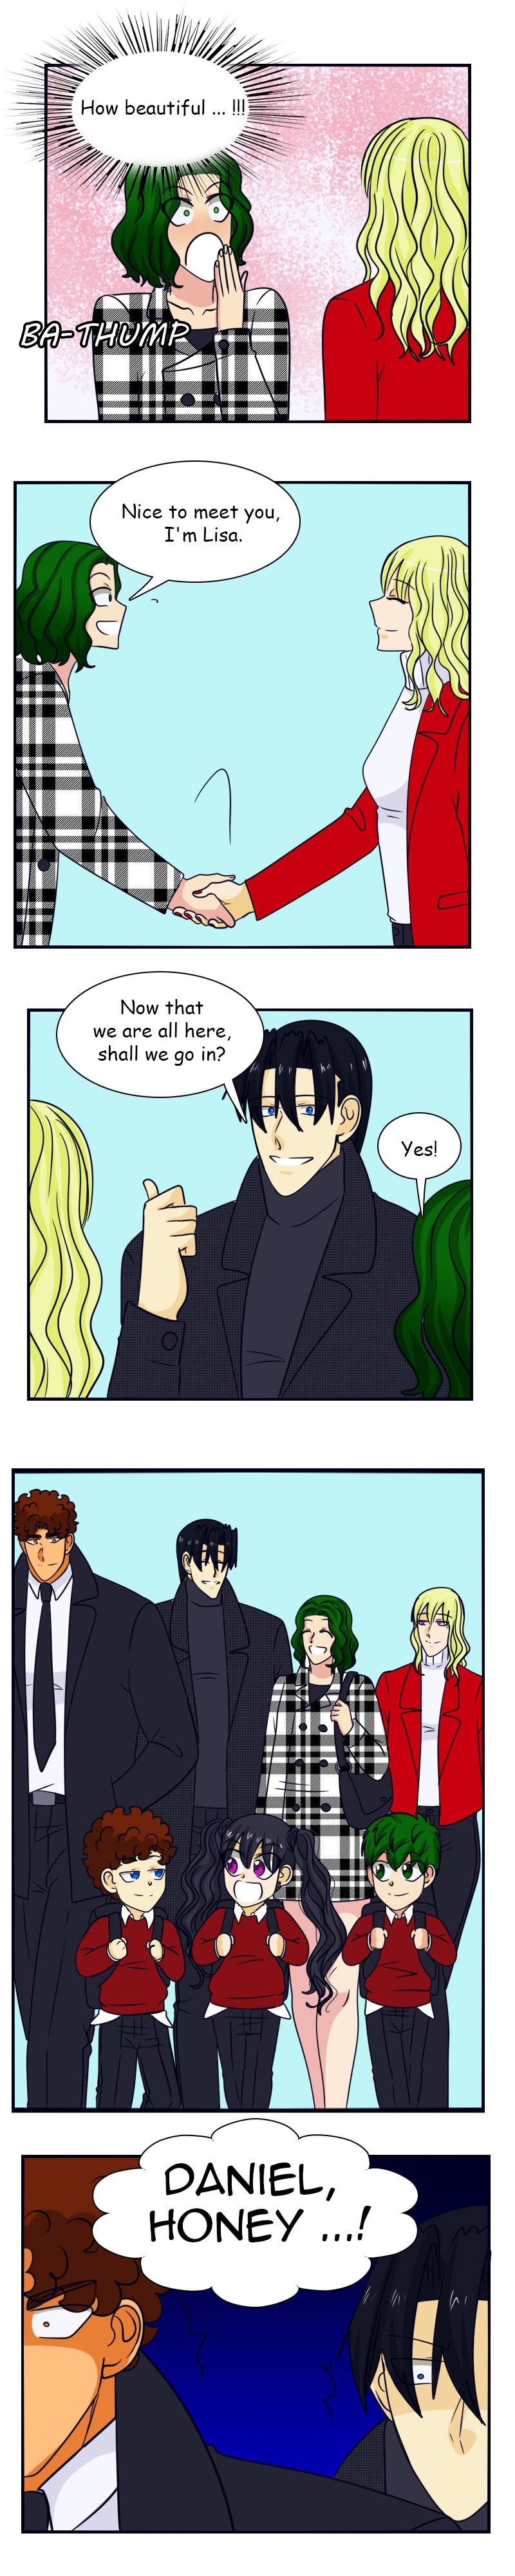 How beautiful ... !!!
BA-THUMP
Nice to meet you,
I'm Lisa.
Now that
we are all here,
shall we go in?
Yes!
DANIEL,
HONEY ...!